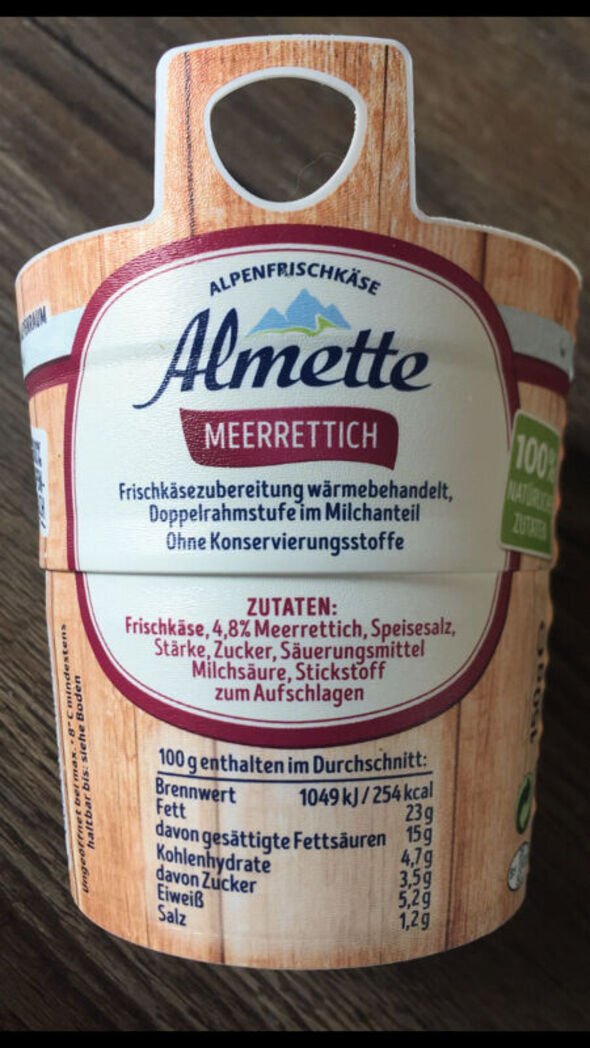 ALPENFRISCHKÄSE
Almette
MEERRETTICH
Frischkäsezubereitung wärmebehandelt,
Doppelrahmstufe im Milchanteil
Ohne Konservierungsstoffe
100%
NATÜRLICHE
ZUTATEN
ZUTATEN:
Frischkäse, 4,8% Meerrettich, Speisesalz,
Stärke, Zucker, Säuerungsmittel
Milchsäure, Stickstoff
zum Aufschlagen
ungeöffnet bei max. +8°C mindestens
haltbar bis: siehe Boden
100 g enthalten im Durchschnitt:
Brennwert 1049 kJ / 254 kcal
Fett 23 g
davon gesättigte Fettsäuren 15 g
Kohlenhydrate 4,7 g
davon Zucker 3,5 g
Eiweiß 5,2 g
Salz 1,2 g